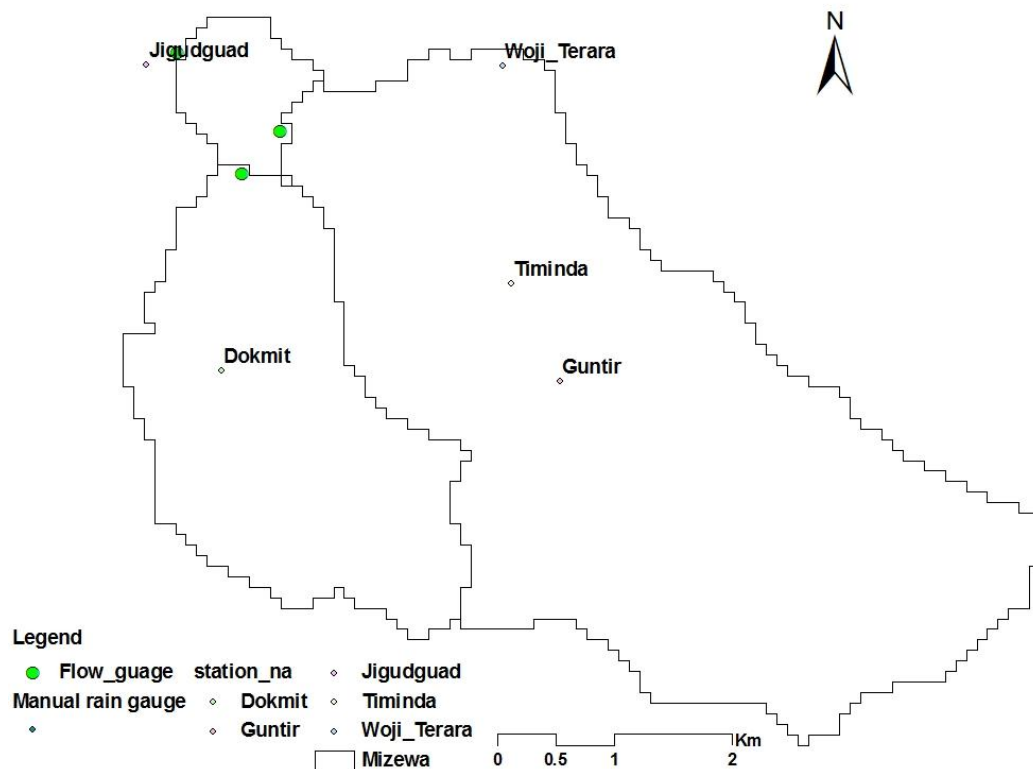 N
Jigudguad
Woji_Terara
Timinda
Dokmit
Guntir
Legend
Flow_guage station_na Jigudguad
Manual rain gauge Dokmit Timinda
Guntir Woji_Terara
Mizewa
Km
0 0.5 1 2